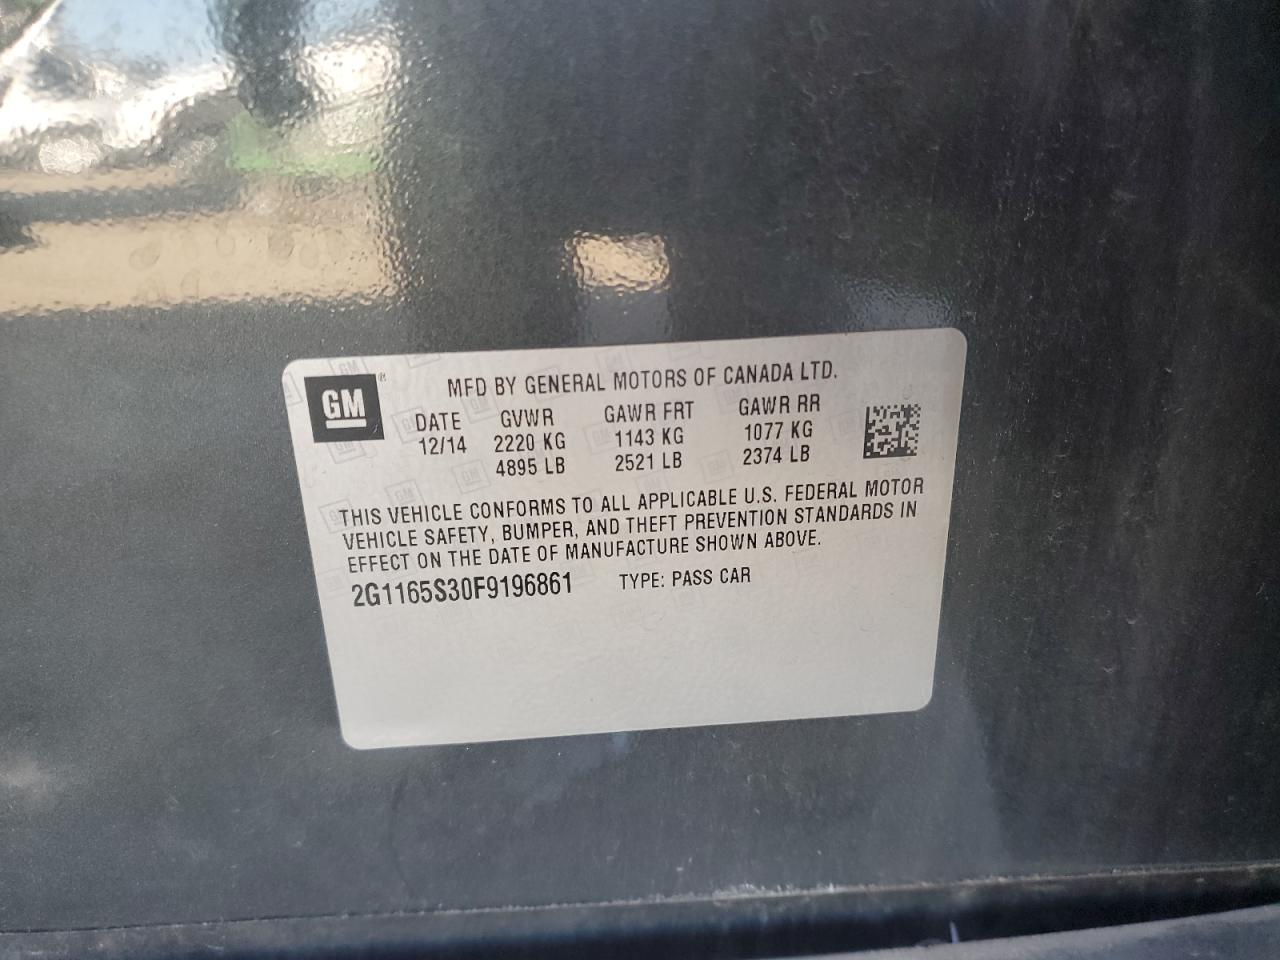 GM ®
MFD BY GENERAL MOTORS OF CANADA LTD.
DATE GVWR GAWR FRT GAWR RR
12/14 2220 KG 1143 KG 1077 KG
4895 LB 2521 LB 2374 LB
THIS VEHICLE CONFORMS TO ALL APPLICABLE U.S. FEDERAL MOTOR
VEHICLE SAFETY, BUMPER, AND THEFT PREVENTION STANDARDS IN
EFFECT ON THE DATE OF MANUFACTURE SHOWN ABOVE.
2G1165S30F9196861 TYPE: PASS CAR